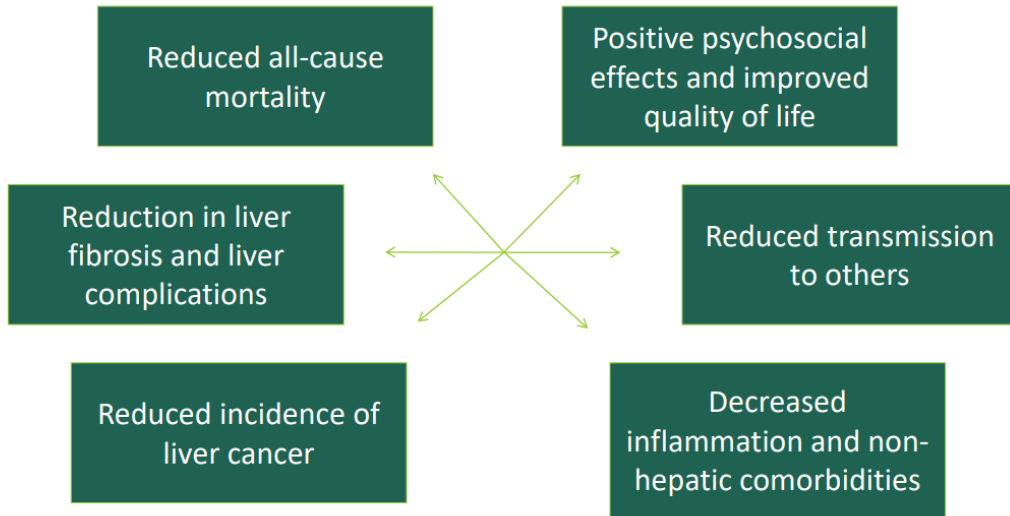 Reduced all-cause
mortality
Positive psychosocial
effects and improved
quality of life
Reduction in liver
fibrosis and liver
complications
Reduced transmission
to others
Reduced incidence of
liver cancer
Decreased
inflammation and non-
hepatic comorbidities